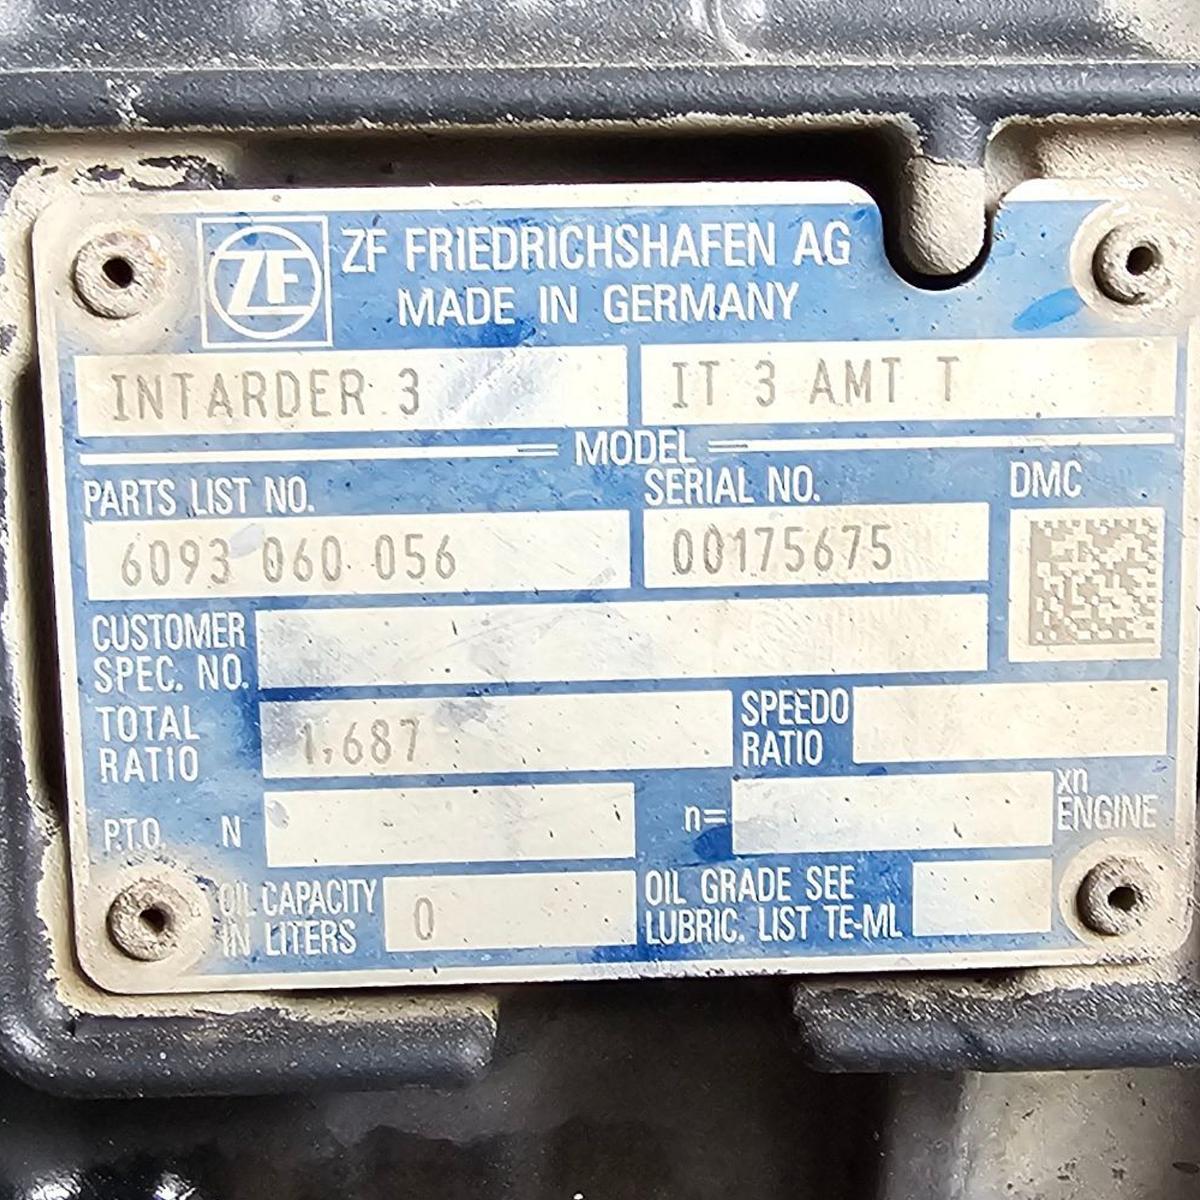 ZF
ZF FRIEDRICHSHAFEN AG
MADE IN GERMANY
INTARDER 3
IT 3 AMT T
MODEL
PARTS LIST NO.
SERIAL NO.
DMC
6093 060 056
00175675
CUSTOMER
SPEC. NO.
TOTAL
RATIO
1,687
SPEEDO
RATIO
P.T.O. N
n=
xn
ENGINE
OIL CAPACITY
IN LITERS
0
OIL GRADE SEE
LUBRIC. LIST TE-ML